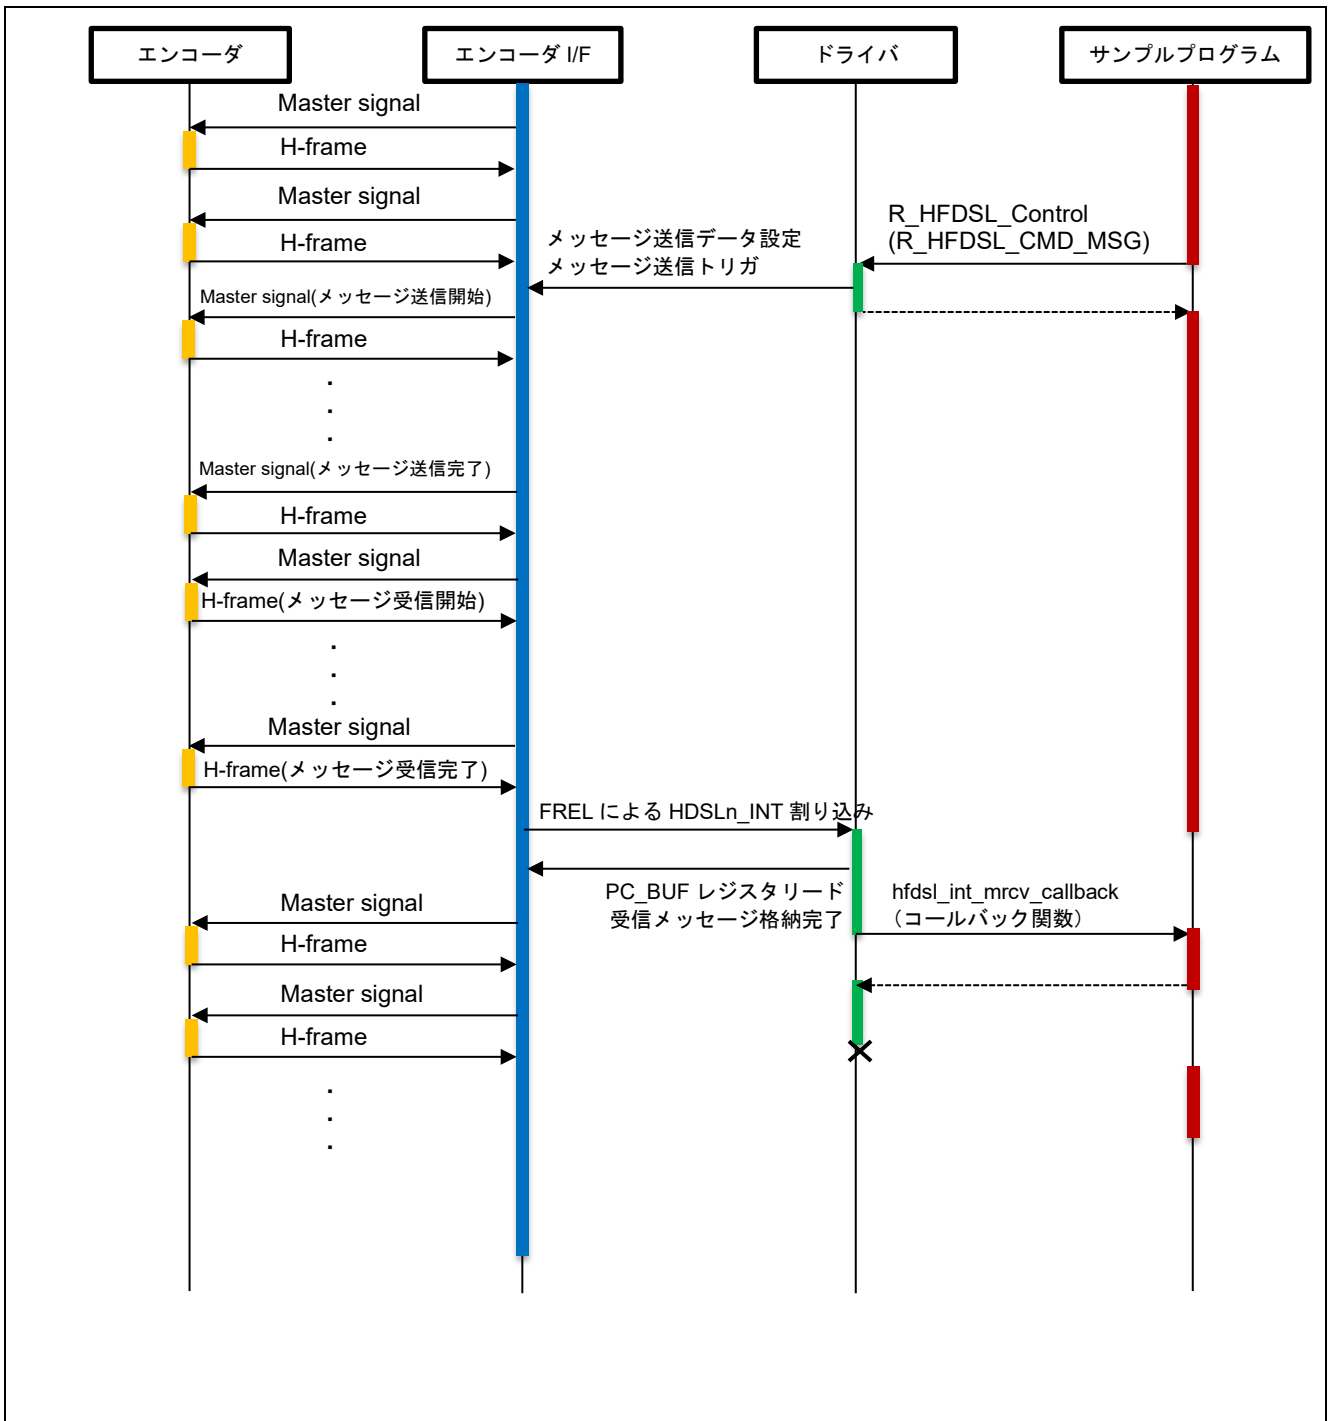 エンコーダ
エンコーダ I/F
ドライバ
サンプルプログラム
Master signal
H-frame
Master signal
H-frame
R_HFDSL_Control
(R_HFDSL_CMD_MSG)
メッセージ送信データ設定
メッセージ送信トリガ
Master signal(メッセージ送信開始)
H-frame
.
.
.
Master signal(メッセージ送信完了)
H-frame
Master signal
H-frame(メッセージ受信開始)
.
.
.
Master signal
H-frame(メッセージ受信完了)
FREL による HDSLn_INT 割り込み
PC_BUF レジスタリード
受信メッセージ格納完了
hfdsl_int_mrcv_callback
（コールバック関数）
Master signal
H-frame
Master signal
H-frame
.
.
.